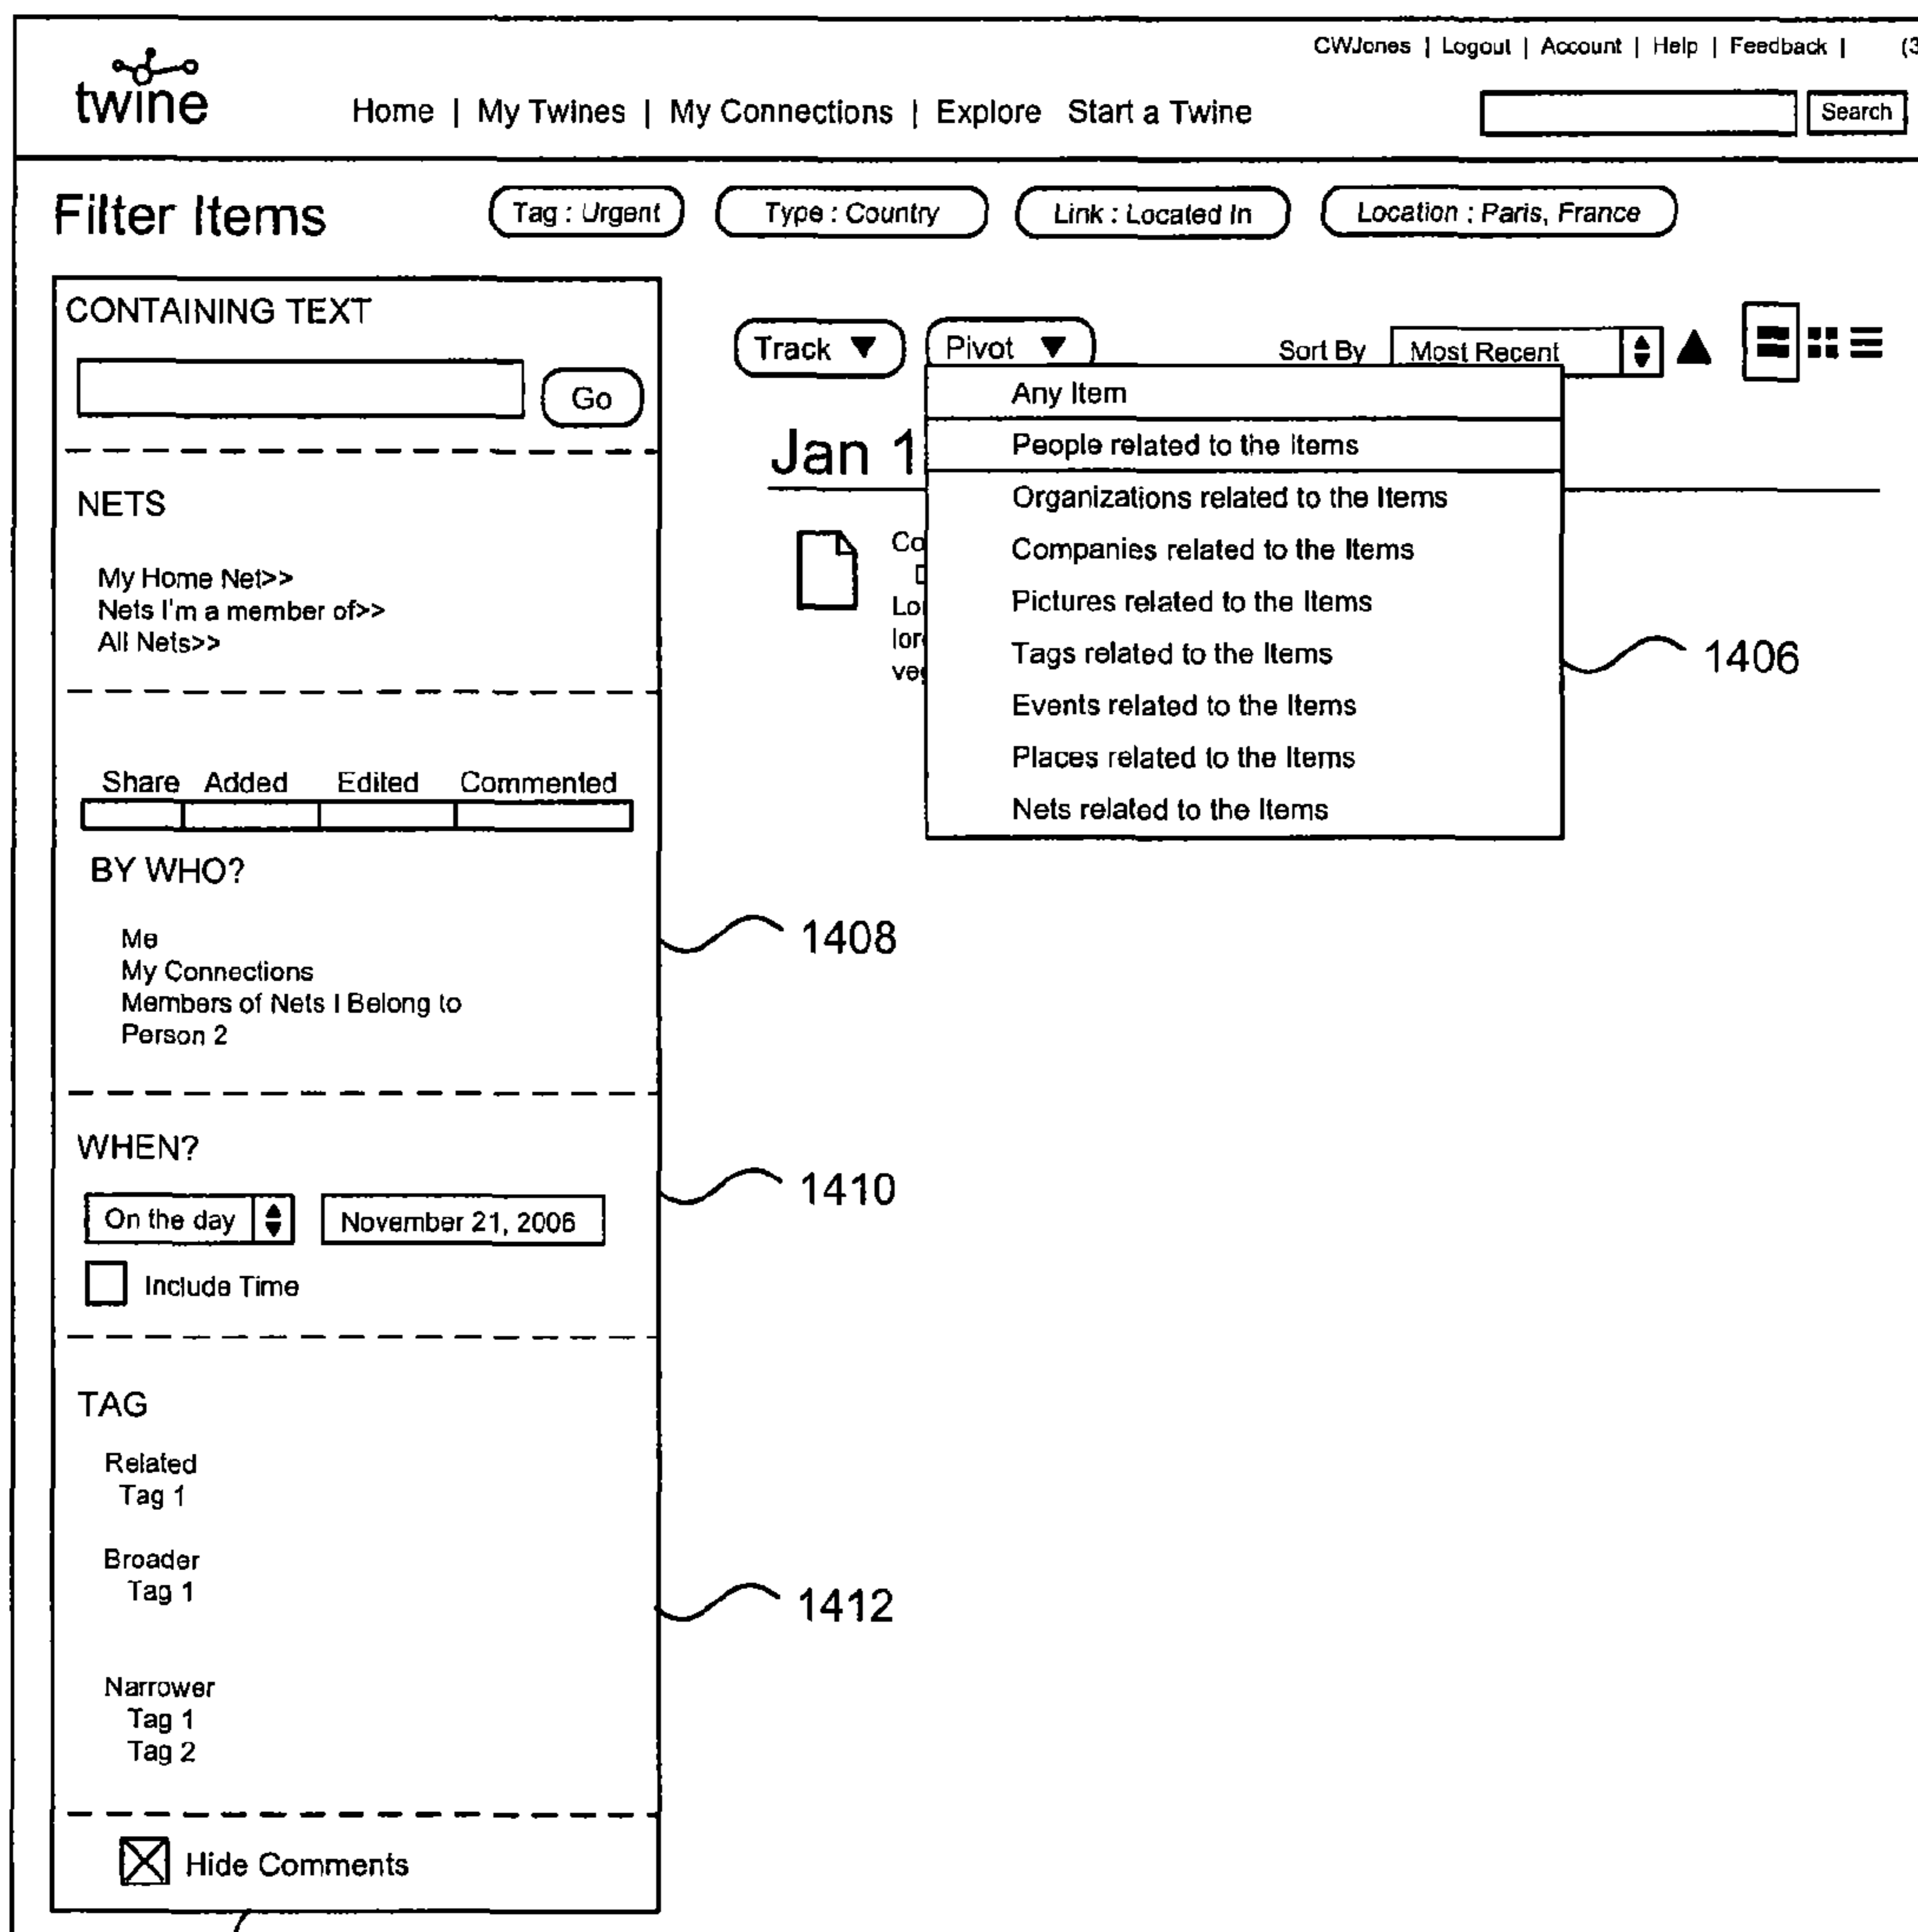 CWJones | Logout | Account | Help | Feedback | (3
twine
Home | My Twines | My Connections | Explore Start a Twine
Search
Filter Items
Tag : Urgent
Type : Country
Link : Located In
Location : Paris, France
CONTAINING TEXT
Go
NETS
My Home Net>>
Nets I'm a member of>>
All Nets>>
Share Added Edited Commented
BY WHO?
Me
My Connections
Members of Nets I Belong to
Person 2
1408
WHEN?
1410
On the day
November 21, 2006
Include Time
TAG
Related
Tag 1
Broader
Tag 1
1412
Narrower
Tag 1
Tag 2
Hide Comments
Track ▼
Pivot ▼
Sort By Most Recent
Any Item
Jan 1
People related to the Items
Organizations related to the Items
Co
Companies related to the Items
Lo
Pictures related to the Items
lor
Tags related to the Items
1406
Events related to the Items
Places related to the Items
Nets related to the Items